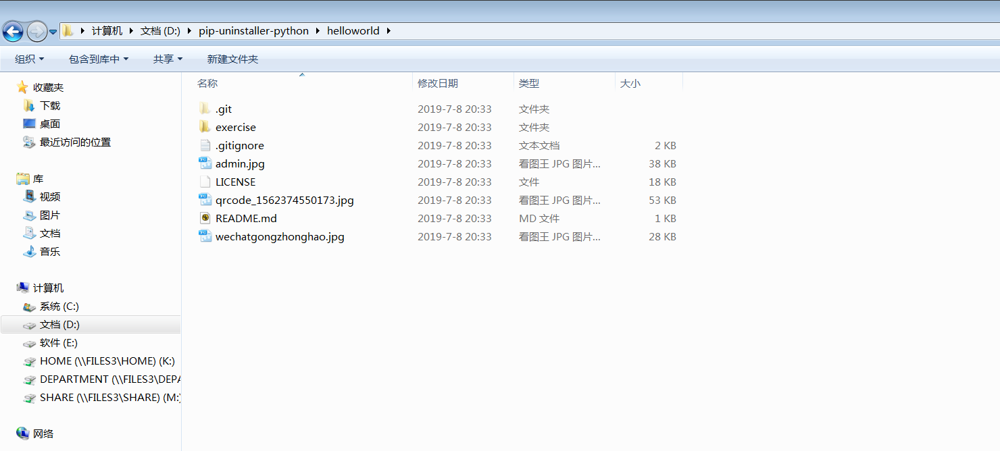 计算机 文档 (D:) pip-uninstaller-python helloworld
组织 包含到库中 共享 新建文件夹
名称 修改日期 类型 大小
.git 2019-7-8 20:33 文件夹
exercise 2019-7-8 20:33 文件夹
.gitignore 2019-7-8 20:33 文本文档 2 KB
admin.jpg 2019-7-8 20:33 看图王 JPG 图片... 38 KB
LICENSE 2019-7-8 20:33 文件 18 KB
qrcode_1562374550173.jpg 2019-7-8 20:33 看图王 JPG 图片... 53 KB
README.md 2019-7-8 20:33 MD 文件 1 KB
wechatgongzhonghao.jpg 2019-7-8 20:33 看图王 JPG 图片... 28 KB
收藏夹
下载
桌面
最近访问的位置
库
视频
图片
文档
音乐
计算机
系统 (C:)
文档 (D:)
软件 (E:)
HOME (\\FILES3\HOME) (K:)
DEPARTMENT (\\FILES3\DEPA
SHARE (\\FILES3\SHARE) (M:)
网络